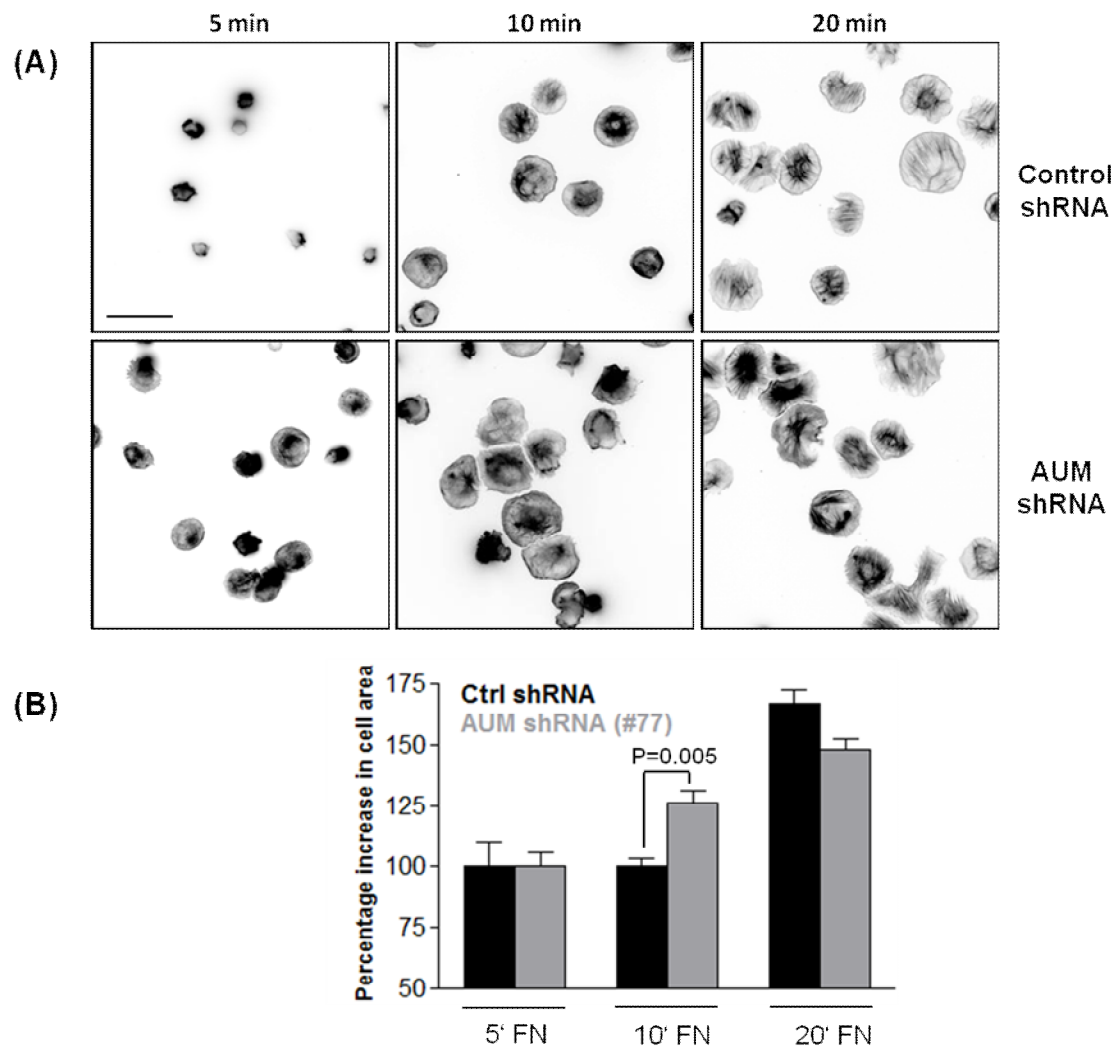 5 min
10 min
20 min
(A)
Control
shRNA
AUM
shRNA
(B)
Percentage increase in cell area
175
150
125
100
75
50
Ctrl shRNA
AUM shRNA (#77)
P=0.005
5‘ FN
10‘ FN
20‘ FN